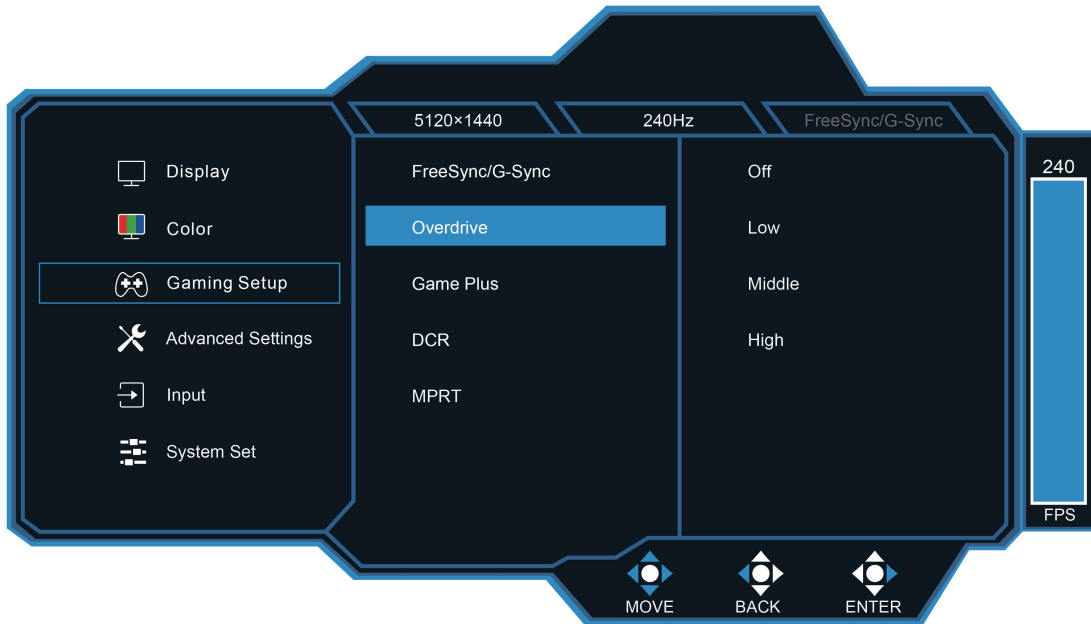 5120×1440
240Hz
FreeSync/G-Sync
Display
Color
Gaming Setup
Advanced Settings
Input
System Set
FreeSync/G-Sync
Overdrive
Game Plus
DCR
MPRT
Off
Low
Middle
High
240
FPS
MOVE
BACK
ENTER